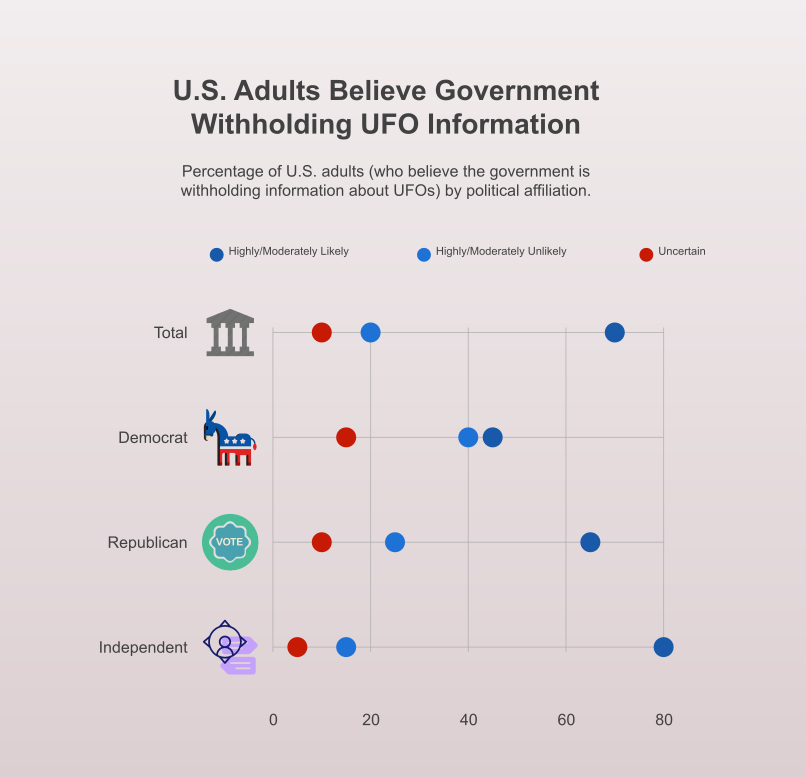 U.S. Adults Believe Government
Withholding UFO Information
Percentage of U.S. adults (who believe the government is
withholding information about UFOs) by political affiliation.
Highly/Moderately Likely
Highly/Moderately Unlikely
Uncertain
Total
Democrat
Republican
VOTE
Independent
0 20 40 60 80